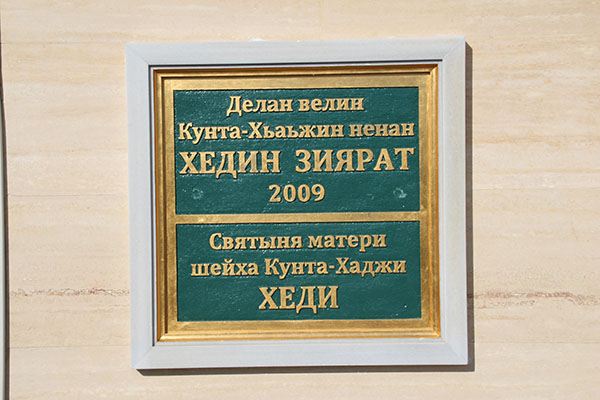 Делан велин
Кунта-Хьаьжин ненан
ХЕДИН ЗИЯРАТ
2009
Святыня матери
шейха Кунта-Хаджи
ХЕДИ